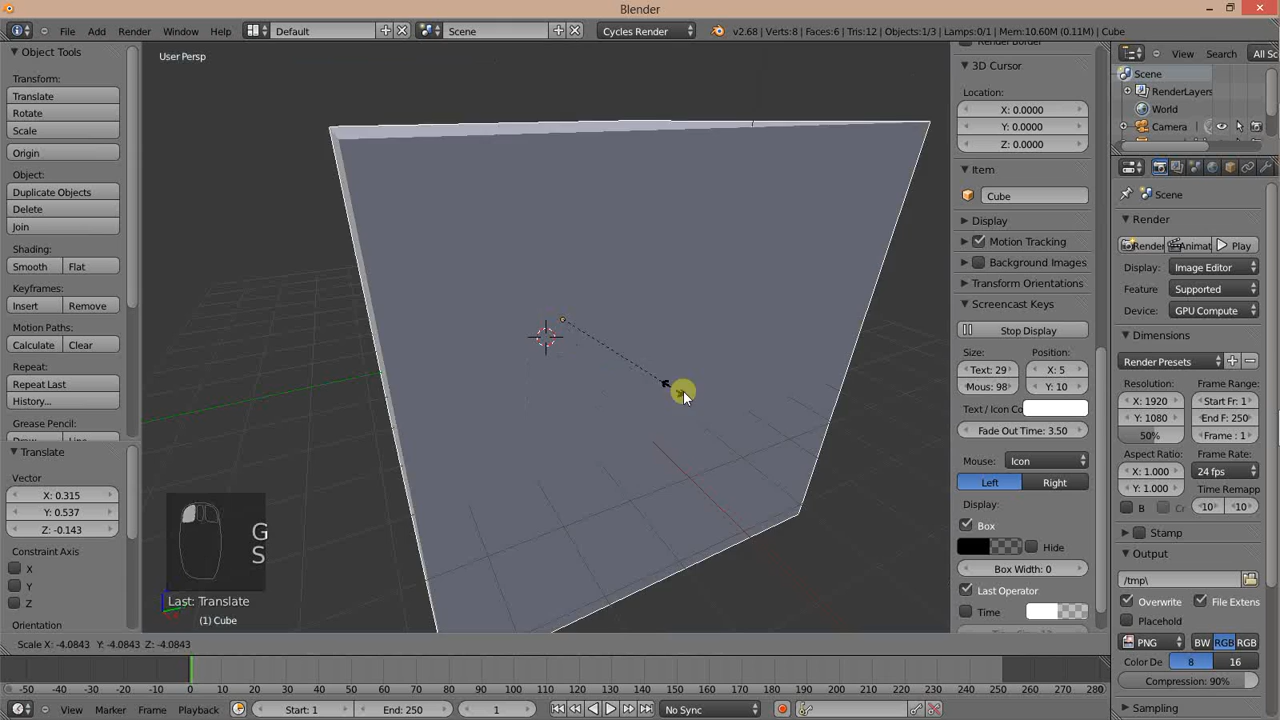 Blender
File Add Render Window Help Default Scene Cycles Render v2.68 | Verts:8 | Faces:6 | Tris:12 | Objects:1/3 | Lamps:0/1 | Mem:10.60M (0.11M) | Cube
Object Tools
Transform:
Translate
Rotate
Scale
Origin
Object:
Duplicate Objects
Delete
Join
Shading:
Smooth Flat
Keyframes:
Insert Remove
Motion Paths:
Calculate Clear
Repeat:
Repeat Last
History...
Grease Pencil:
Translate
Vector
X: 0.315
Y: 0.537
Z: -0.143
Constraint Axis
X
Y
Z
Orientation
User Persp
G
S
Last: Translate
(1) Cube
Scale X: -4.0843 Y: -4.0843 Z: -4.0843
3D Cursor
Location:
X: 0.0000
Y: 0.0000
Z: 0.0000
Item
Cube
Display
Motion Tracking
Background Images
Transform Orientations
Screencast Keys
Stop Display
Size: Position:
Text: 29 X: 5
Mous: 98 Y: 10
Text / Icon Co
Fade Out Time: 3.50
Mouse: Icon
Left Right
Display:
Box
Hide
Box Width: 0
Last Operator
Time
View Search All Sc
Scene
RenderLayers
World
Camera
Scene
Render
Render Animat Play
Display: Image Editor
Feature Supported
Device: GPU Compute
Dimensions
Render Presets
Resolution: Frame Range:
X: 1920 Start Fr: 1
Y: 1080 End F: 250
50% Frame : 1
Aspect Ratio: Frame Rate:
X: 1.000 24 fps
Y: 1.000 Time Remapp
B 10 10
Stamp
Output
/tmp\
Overwrite File Extens
Placehold
PNG BW RGB RGB
Color De 8 16
Compression: 90%
Sampling
-50 -40 -30 -20 -10 0 10 20 30 40 50 60 70 80 90 100 110 120 130 140 150 160 170 180 190 200 210 220 230 240 250 260 270 280
View Marker Frame Playback Start: 1 End: 250 1 No Sync